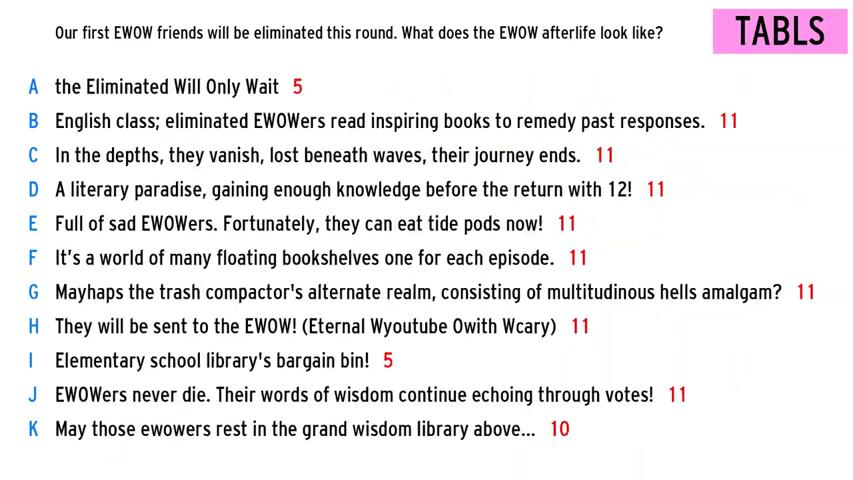 Our first EWOW friends will be eliminated this round. What does the EWOW afterlife look like?
TABLS
A the Eliminated Will Only Wait 5
B English class; eliminated EWOWers read inspiring books to remedy past responses. 11
C In the depths, they vanish, lost beneath waves, their journey ends. 11
D A literary paradise, gaining enough knowledge before the return with 12! 11
E Full of sad EWOWers. Fortunately, they can eat tide pods now! 11
F It's a world of many floating bookshelves one for each episode. 11
G Mayhaps the trash compactor's alternate realm, consisting of multitudinous hells amalgam? 11
H They will be sent to the EWOW! (Eternal Wyoutube Owith Wcary) 11
I Elementary school library's bargain bin! 5
J EWOWers never die. Their words of wisdom continue echoing through votes! 11
K May those ewowers rest in the grand wisdom library above... 10